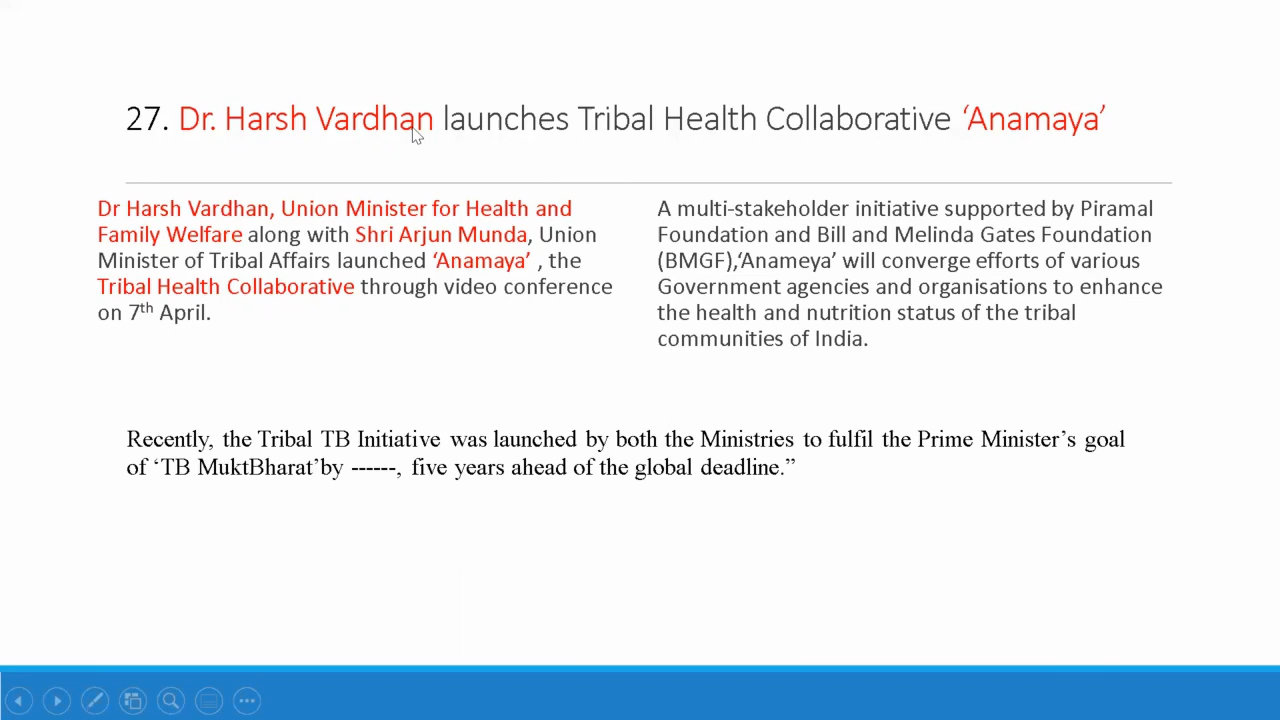 27. Dr. Harsh Vardhan launches Tribal Health Collaborative ‘Anamaya’
Dr Harsh Vardhan, Union Minister for Health and
Family Welfare along with Shri Arjun Munda, Union
Minister of Tribal Affairs launched ‘Anamaya’ , the
Tribal Health Collaborative through video conference
on 7th April.
A multi-stakeholder initiative supported by Piramal
Foundation and Bill and Melinda Gates Foundation
(BMGF),‘Anameya’ will converge efforts of various
Government agencies and organisations to enhance
the health and nutrition status of the tribal
communities of India.
Recently, the Tribal TB Initiative was launched by both the Ministries to fulfil the Prime Minister’s goal
of ‘TB MuktBharat’by ------, five years ahead of the global deadline.”